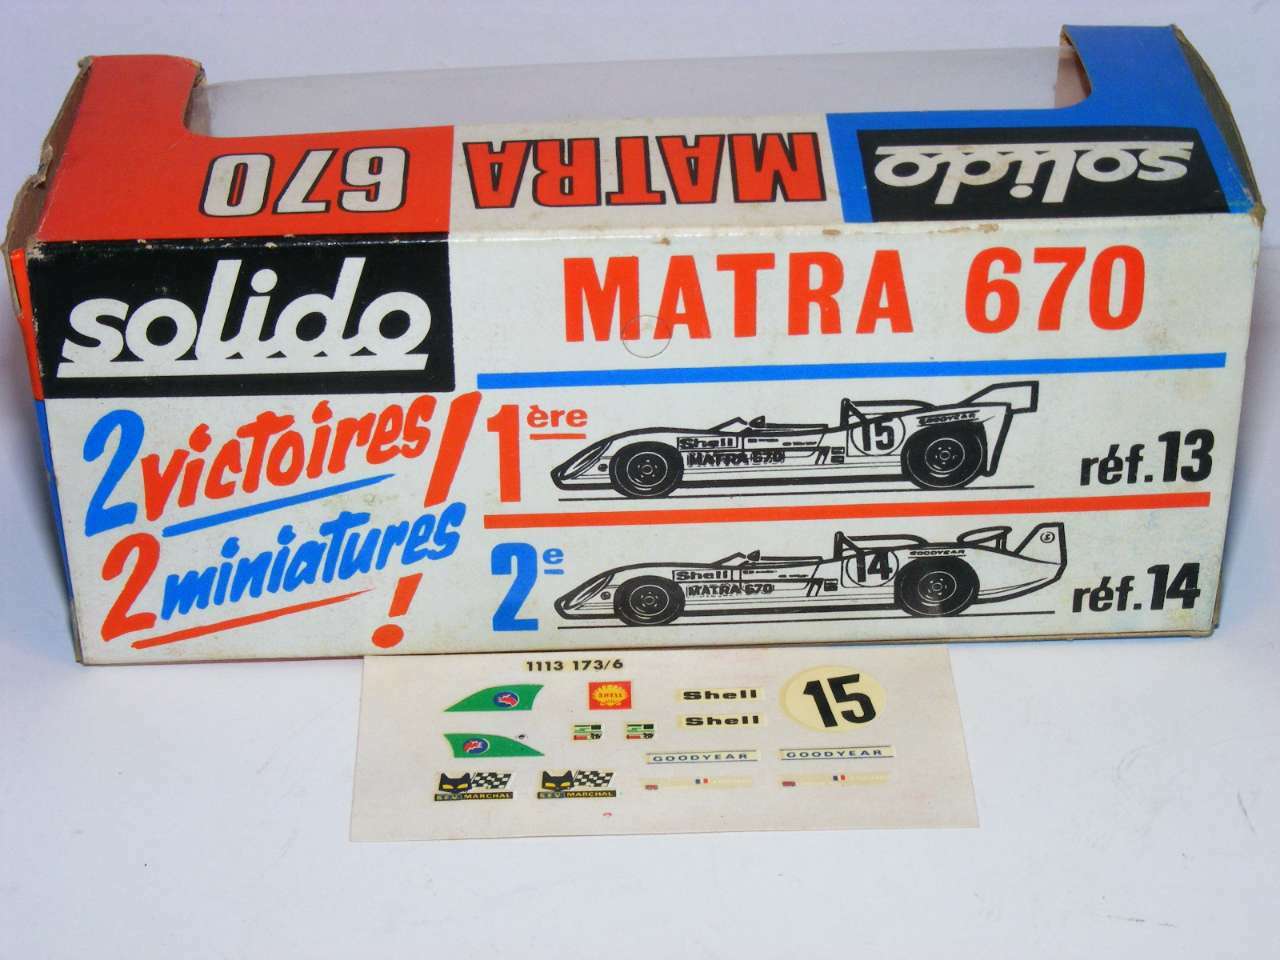 solido
MATRA
670
solido
MATRA 670
2 victoires!
2 miniatures!
1ère
Shell
MATRA 670
15
GOODYEAR
réf.13
2e
Shell
MATRA 670
14
GOODYEAR
réf.14
1113 173/6
SHELL
Shell
Shell
15
GOODYEAR
GOODYEAR
S.E.V. MARCHAL
S.E.V. MARCHAL